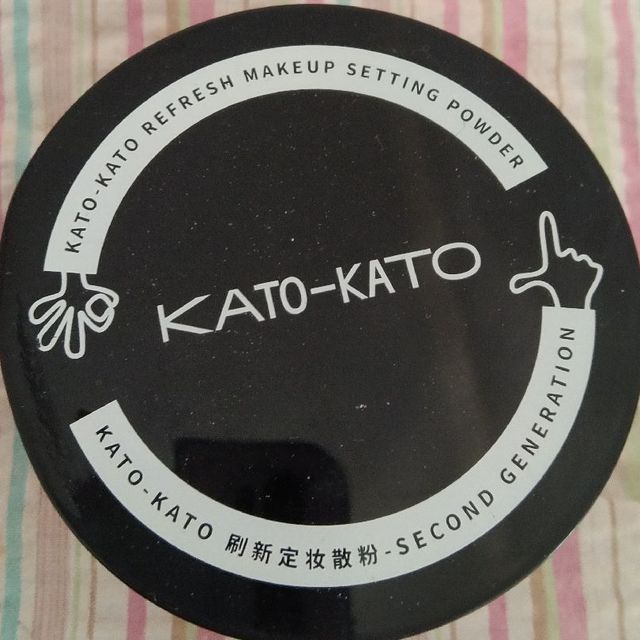 KATO-KATO REFRESH MAKEUP SETTING POWDER
KATO-KATO
KATO-KATO 刷新定妆散粉-SECOND GENERATION